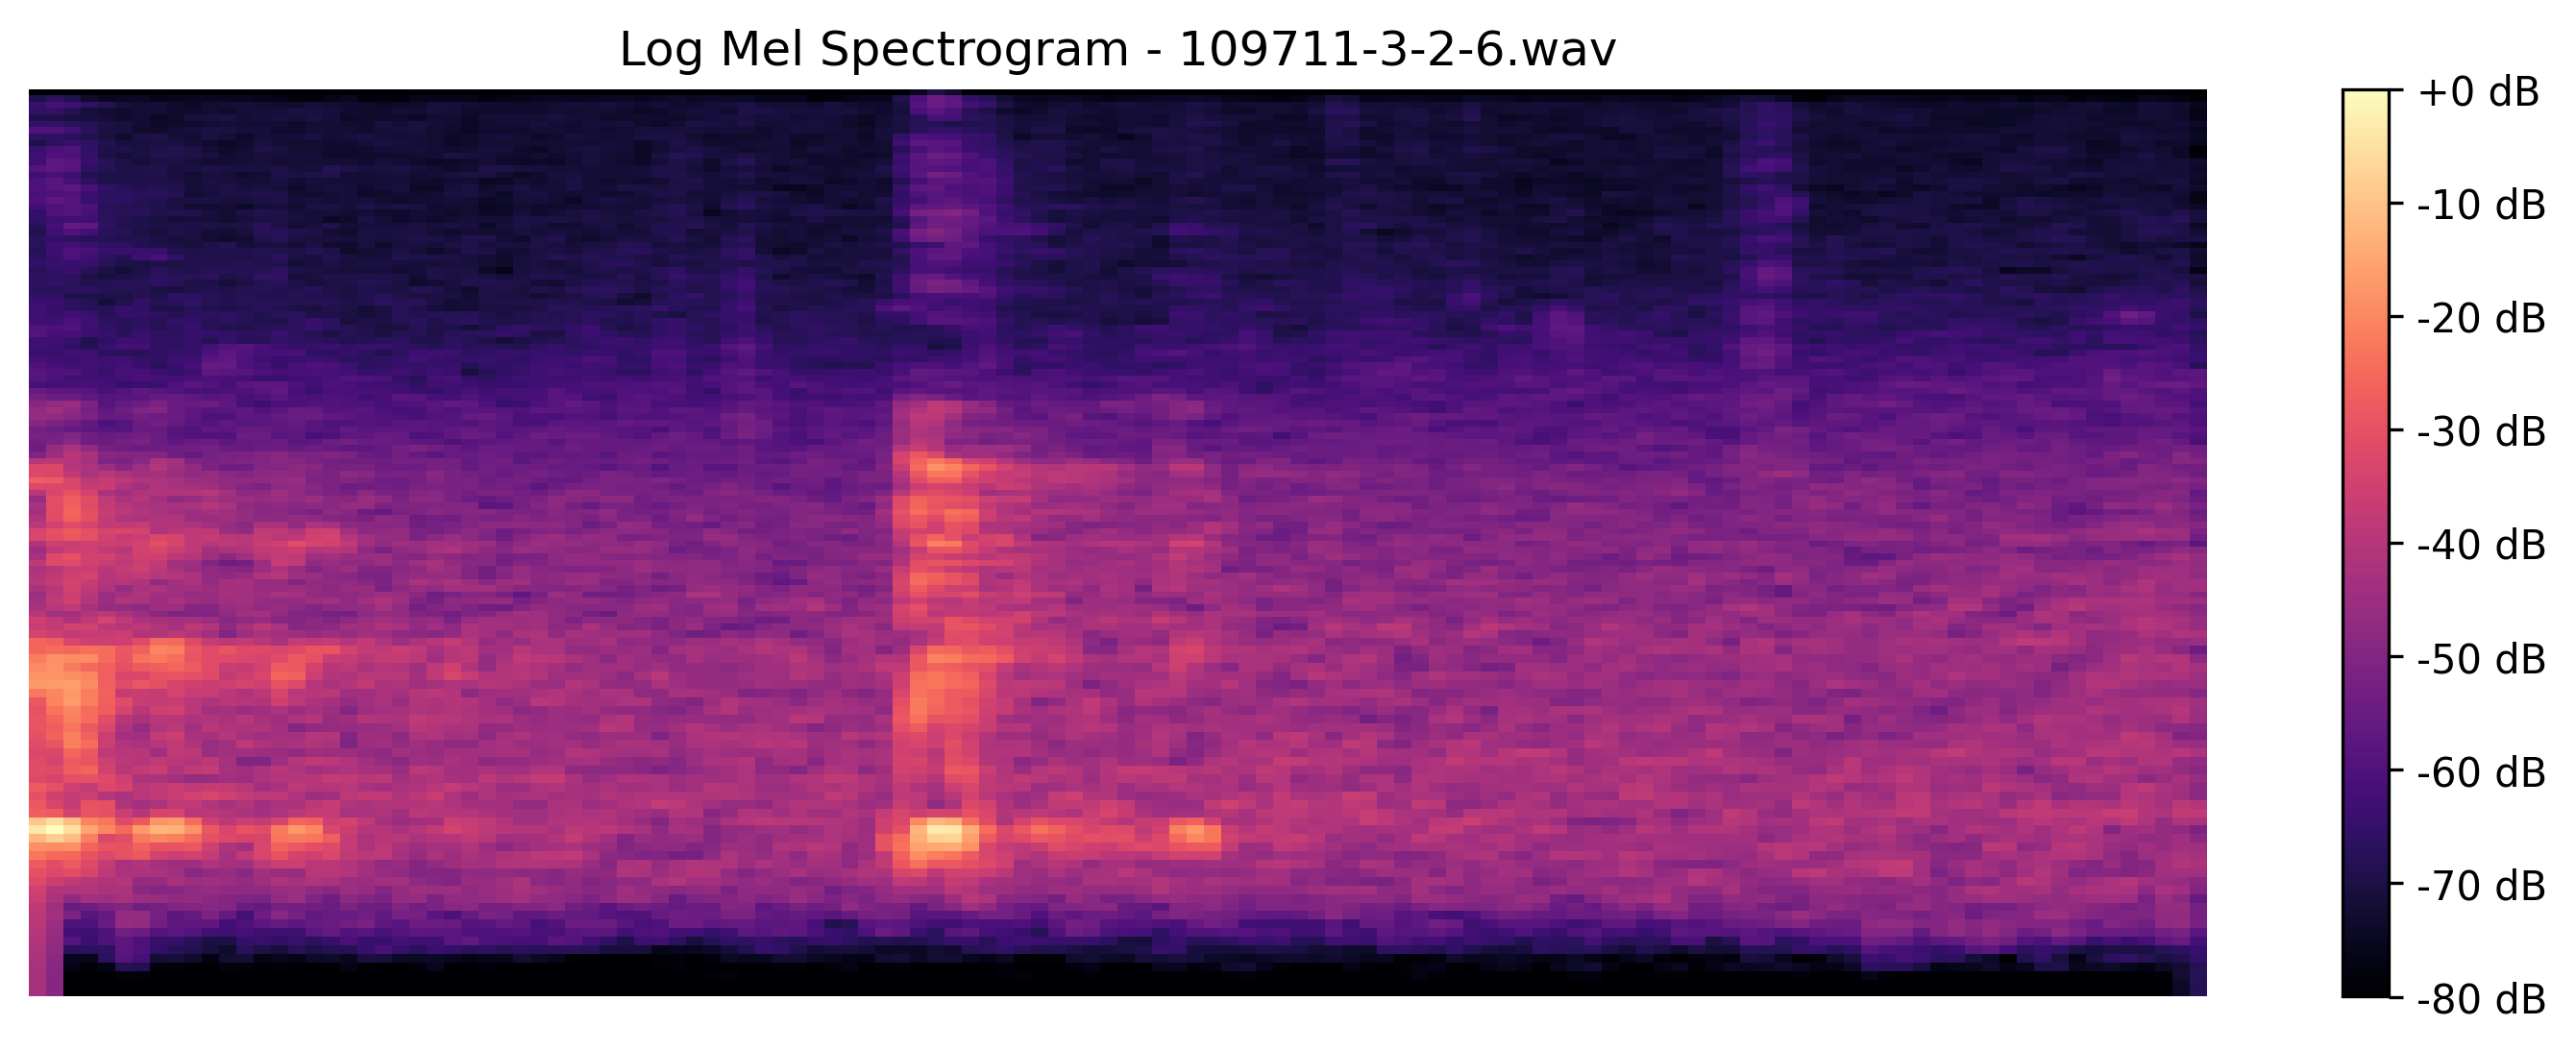 Log Mel Spectrogram - 109711-3-2-6.wav
+0 dB
-10 dB
-20 dB
-30 dB
-40 dB
-50 dB
-60 dB
-70 dB
-80 dB